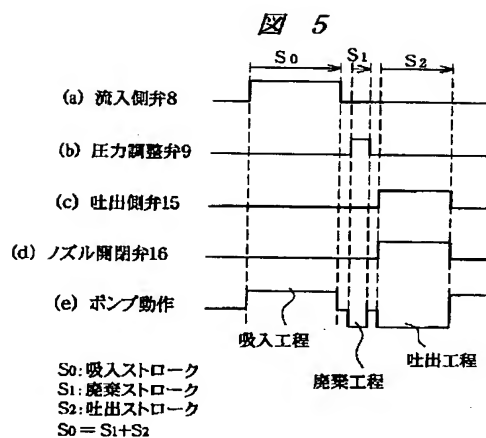 図 5
S0
S1
S2
(a) 流入側弁8
(b) 圧力調整弁9
(c) 吐出側弁15
(d) ノズル開閉弁16
(e) ポンプ動作
吸入工程
廃棄工程
吐出工程
S0:吸入ストローク
S1:廃棄ストローク
S2:吐出ストローク
S0=S1+S2